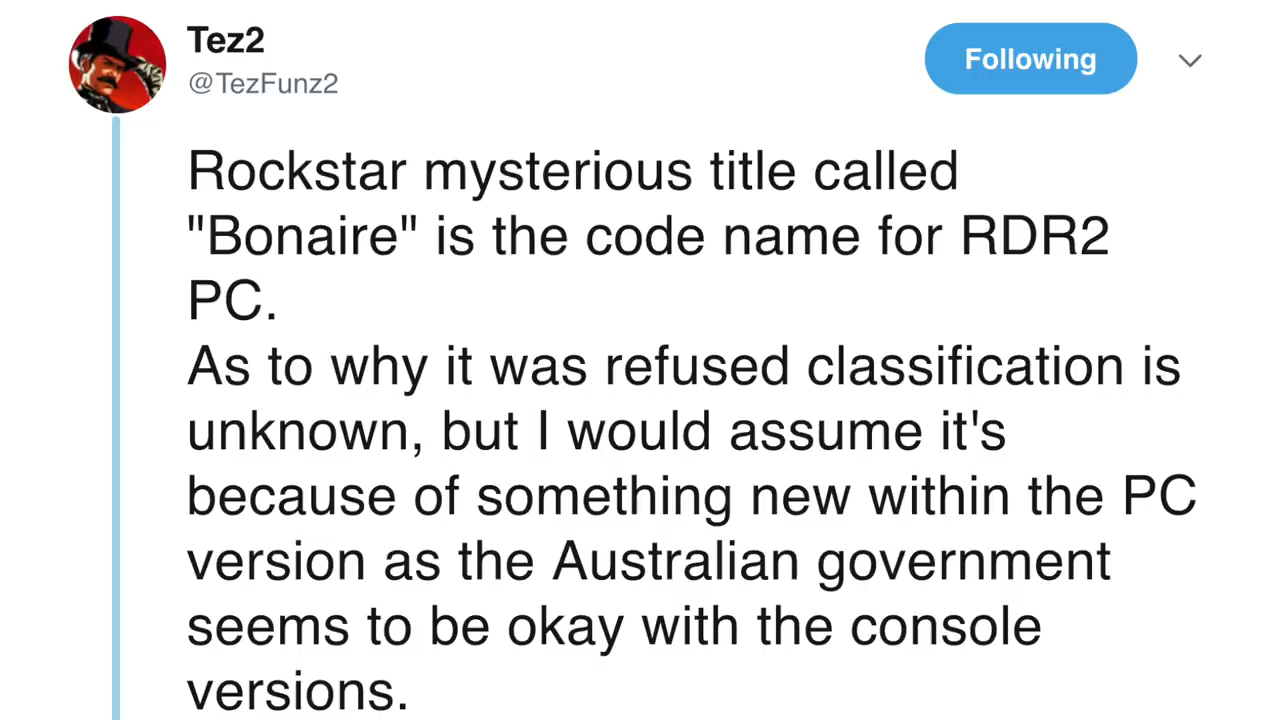 Tez2
@TezFunz2
Following
Rockstar mysterious title called
"Bonaire" is the code name for RDR2
PC.
As to why it was refused classification is
unknown, but I would assume it's
because of something new within the PC
version as the Australian government
seems to be okay with the console
versions.